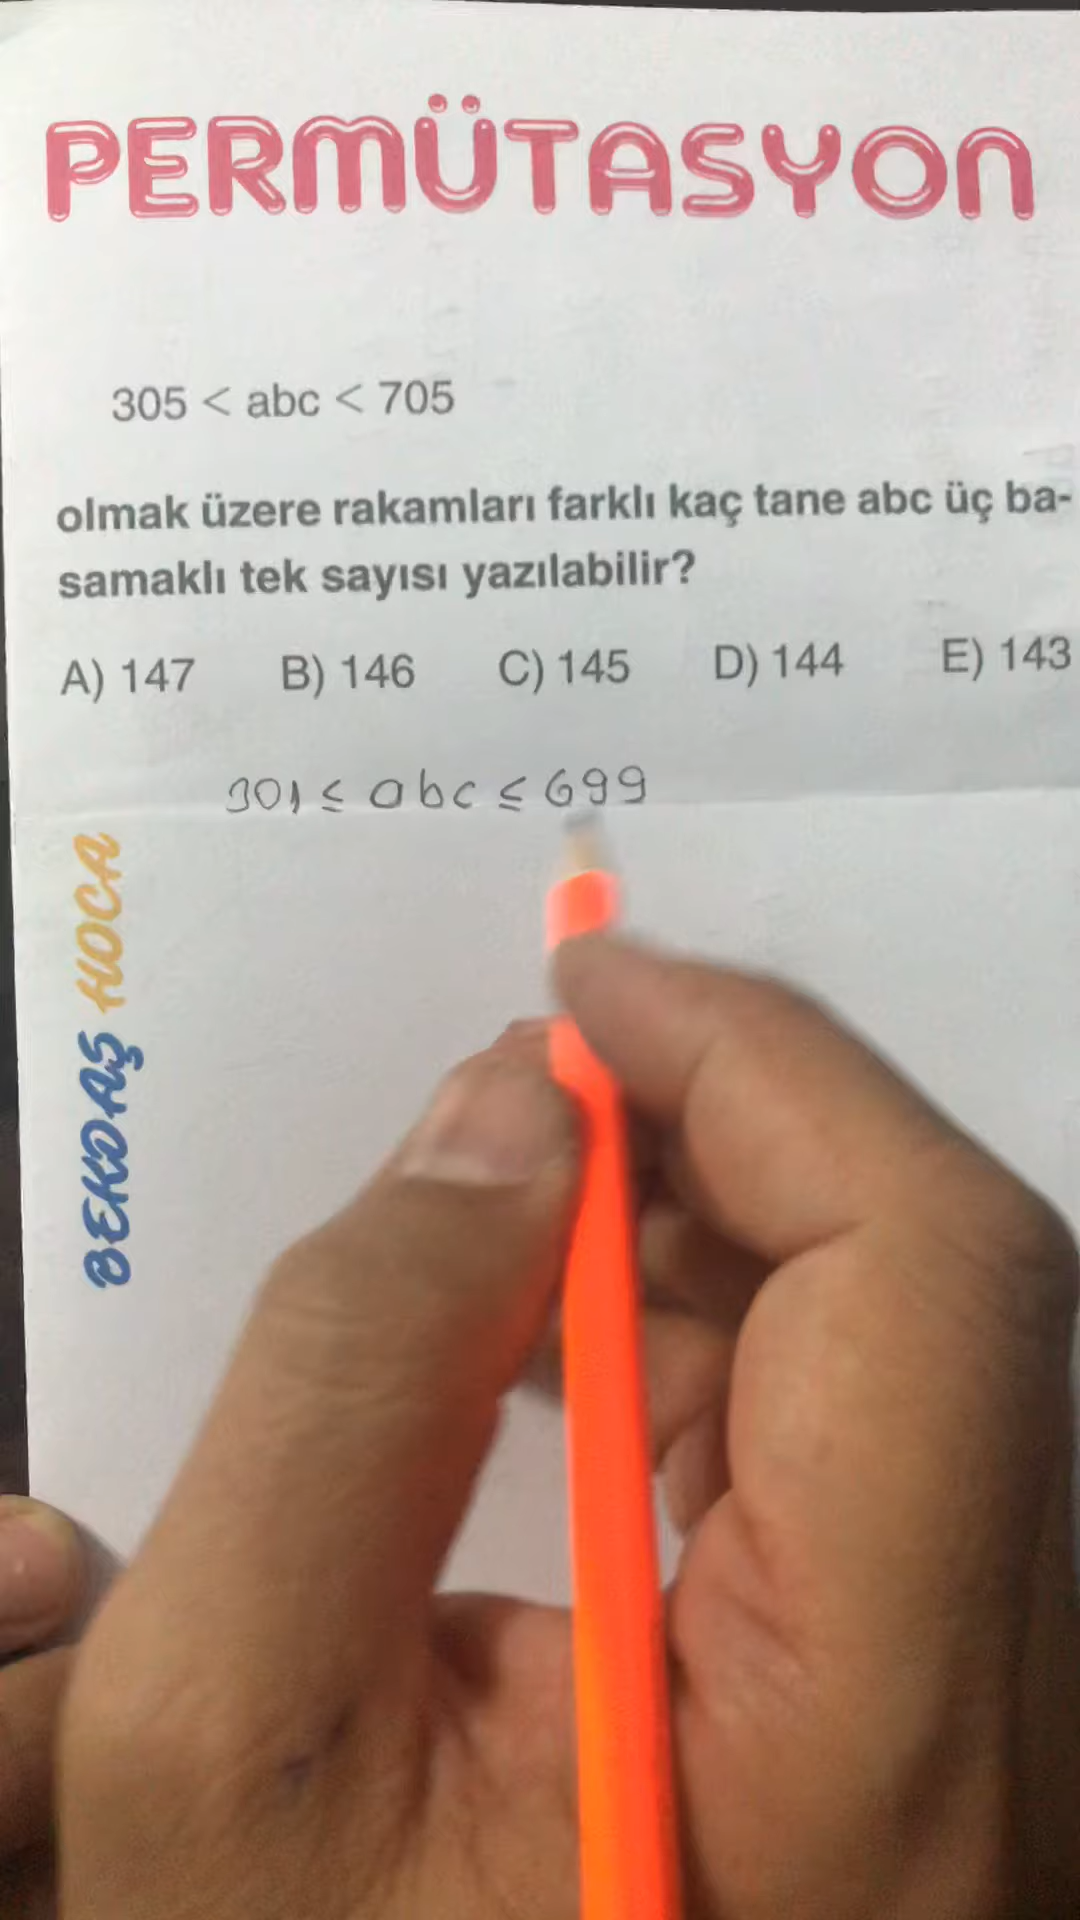 PERMÜTASYON
305 < abc < 705
olmak üzere rakamları farklı kaç tane abc üç ba-
samaklı tek sayısı yazılabilir?
A) 147 B) 146 C) 145 D) 144 E) 143
301 ≤ abc ≤ 699
BEKDAŞ HOCA